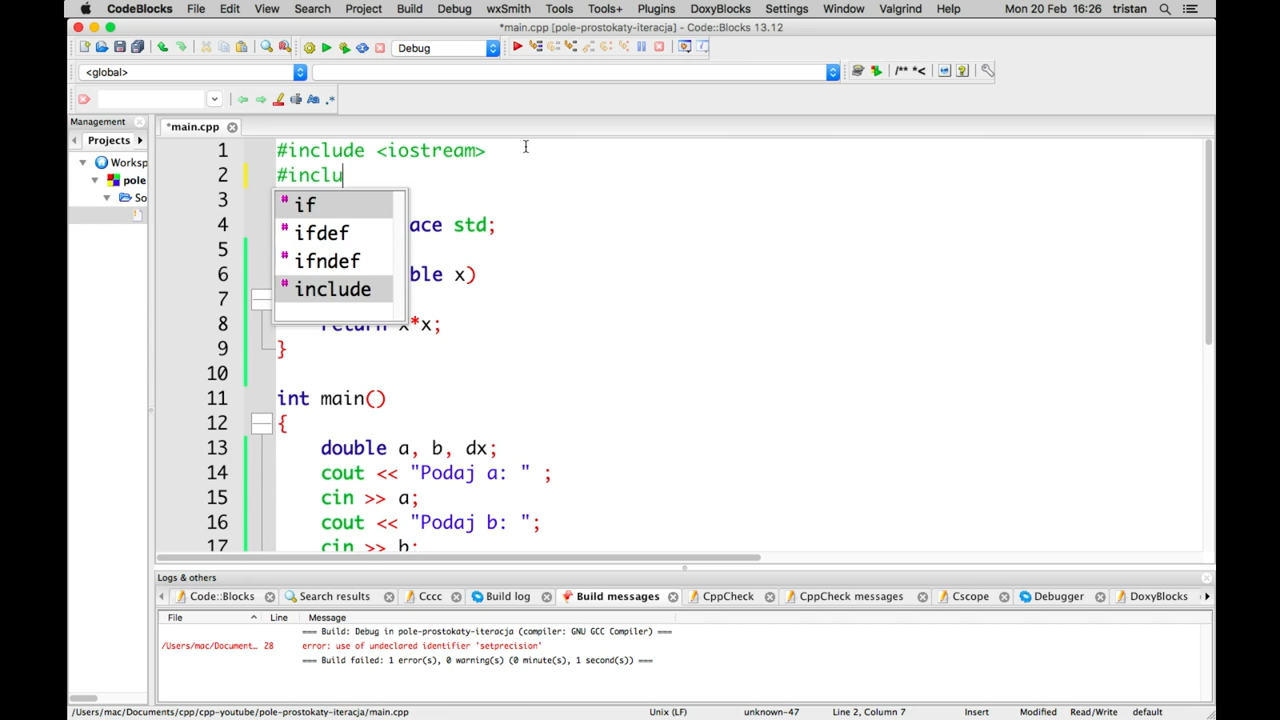 CodeBlocks File Edit View Search Project Build Debug wxSmith Tools Tools+ Plugins DoxyBlocks Settings Window Valgrind Help Mon 20 Feb 16:26 tristan
*main.cpp [pole-prostokaty-iteracja] - Code::Blocks 13.12
Debug
<global>
/** *<
Aa .*
Management
*main.cpp
Projects
Worksp
pole
So
1 #include <iostream>
2 #inclu
if
ifdef
ifndef
include
3
4 ace std;
5
6 ble x)
7
8 return x*x;
9 }
10
11 int main()
12 {
13 double a, b, dx;
14 cout << "Podaj a: " ;
15 cin >> a;
16 cout << "Podaj b: ";
17 cin >> b;
Logs & others
Code::Blocks Search results Cccc Build log Build messages CppCheck CppCheck messages Cscope Debugger DoxyBlocks
File Line Message
=== Build: Debug in pole-prostokaty-iteracja (compiler: GNU GCC Compiler) ===
/Users/mac/Document... 28 error: use of undeclared identifier 'setprecision'
=== Build failed: 1 error(s), 0 warning(s) (0 minute(s), 1 second(s)) ===
/Users/mac/Documents/cpp/cpp-youtube/pole-prostokaty-iteracja/main.cpp Unix (LF) unknown-47 Line 2, Column 7 Insert Modified Read/Write default